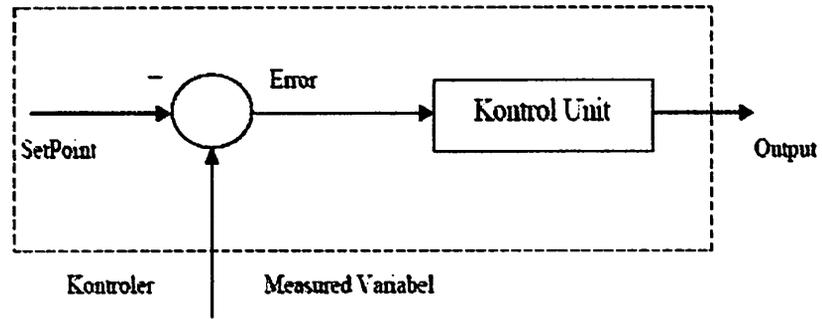 −
Error
Kontrol Unit
SetPoint
Output
Kontroler
Measured Variabel